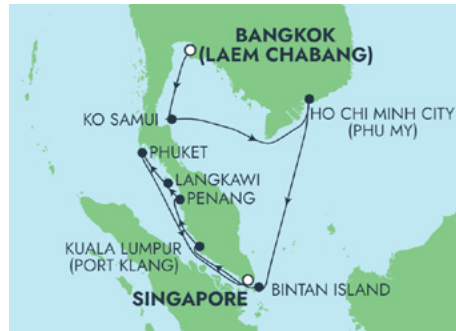 BANGKOK
(LAEM CHABANG)
KO SAMUI
HO CHI MINH CITY
(PHU MY)
PHUKET
LANGKAWI
PENANG
KUALA LUMPUR
(PORT KLANG)
SINGAPORE
BINTAN ISLAND